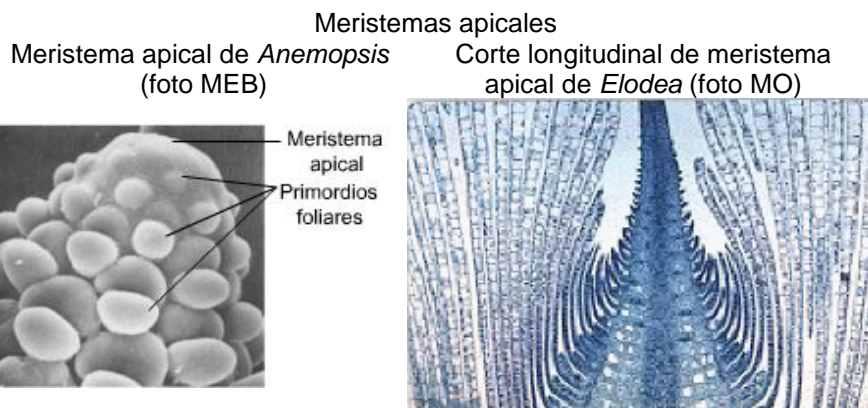 Meristemas apicales
Meristema apical de Anemopsis
(foto MEB)
Corte longitudinal de meristema
apical de Elodea (foto MO)
Meristema
apical
Primordios
foliares